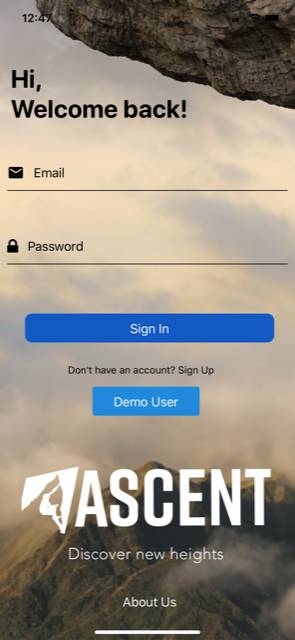 12:47
Hi,
Welcome back!
Email
Password
Sign In
Don't have an account? Sign Up
Demo User
ASCENT
Discover new heights
About Us